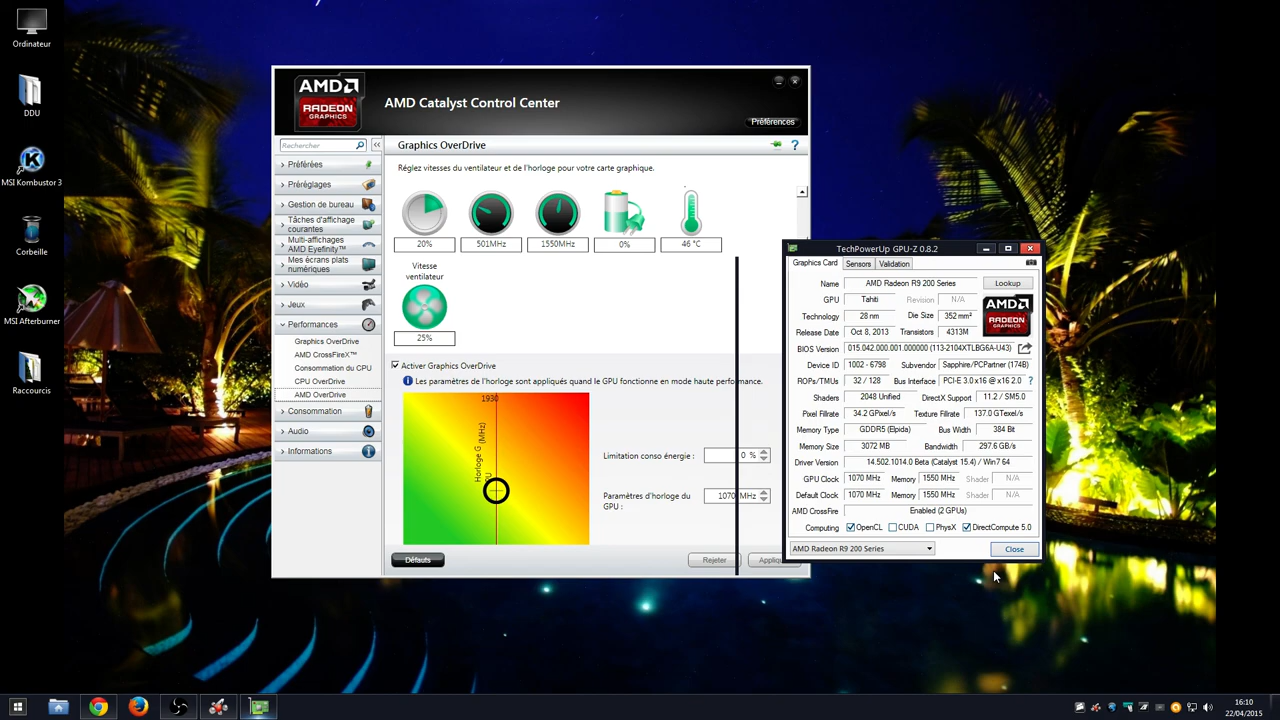 Ordinateur
DDU
MSI Kombustor 3
Corbeille
MSI Afterburner
Raccourcis
AMD
RADEON
GRAPHICS
AMD Catalyst Control Center
Préférences
Rechercher
Préférées
Préréglages
Gestion de bureau
Tâches d'affichage
courantes
Multi-affichages
AMD Eyefinity™
Mes écrans plats
numériques
Vidéo
Jeux
Performances
Graphics OverDrive
AMD CrossFireX™
Consommation du CPU
CPU OverDrive
AMD OverDrive
Consommation
Audio
Informations
Graphics OverDrive
Réglez vitesses du ventilateur et de l'horloge pour votre carte graphique.
20% 501MHz 1550MHz 0% 46 °C
Vitesse
ventilateur
25%
Activer Graphics OverDrive
Les paramètres de l'horloge sont appliqués quand le GPU fonctionne en mode haute performance.
1930
Horloge G
PU
(MHz)
Limitation conso énergie : 0 %
Paramètres d'horloge du
GPU : 1070 MHz
Défauts Rejeter Appliqu
TechPowerUp GPU-Z 0.8.2
Graphics Card Sensors Validation
Name AMD Radeon R9 200 Series Lookup
GPU Tahiti Revision N/A
AMD
RADEON
GRAPHICS
Technology 28 nm Die Size 352 mm²
Release Date Oct 8, 2013 Transistors 4313M
BIOS Version 015.042.000.001.000000 (113-2104XTLBG6A-U43)
Device ID 1002 - 6798 Subvendor Sapphire/PCPartner (174B)
ROPs/TMUs 32 / 128 Bus Interface PCI-E 3.0 x16 @ x16 2.0 ?
Shaders 2048 Unified DirectX Support 11.2 / SM5.0
Pixel Fillrate 34.2 GPixel/s Texture Fillrate 137.0 GTexel/s
Memory Type GDDR5 (Elpida) Bus Width 384 Bit
Memory Size 3072 MB Bandwidth 297.6 GB/s
Driver Version 14.502.1014.0 Beta (Catalyst 15.4) / Win7 64
GPU Clock 1070 MHz Memory 1550 MHz Shader N/A
Default Clock 1070 MHz Memory 1550 MHz Shader N/A
AMD CrossFire Enabled (2 GPUs)
Computing OpenCL CUDA PhysX DirectCompute 5.0
AMD Radeon R9 200 Series Close
16:10
22/04/2015